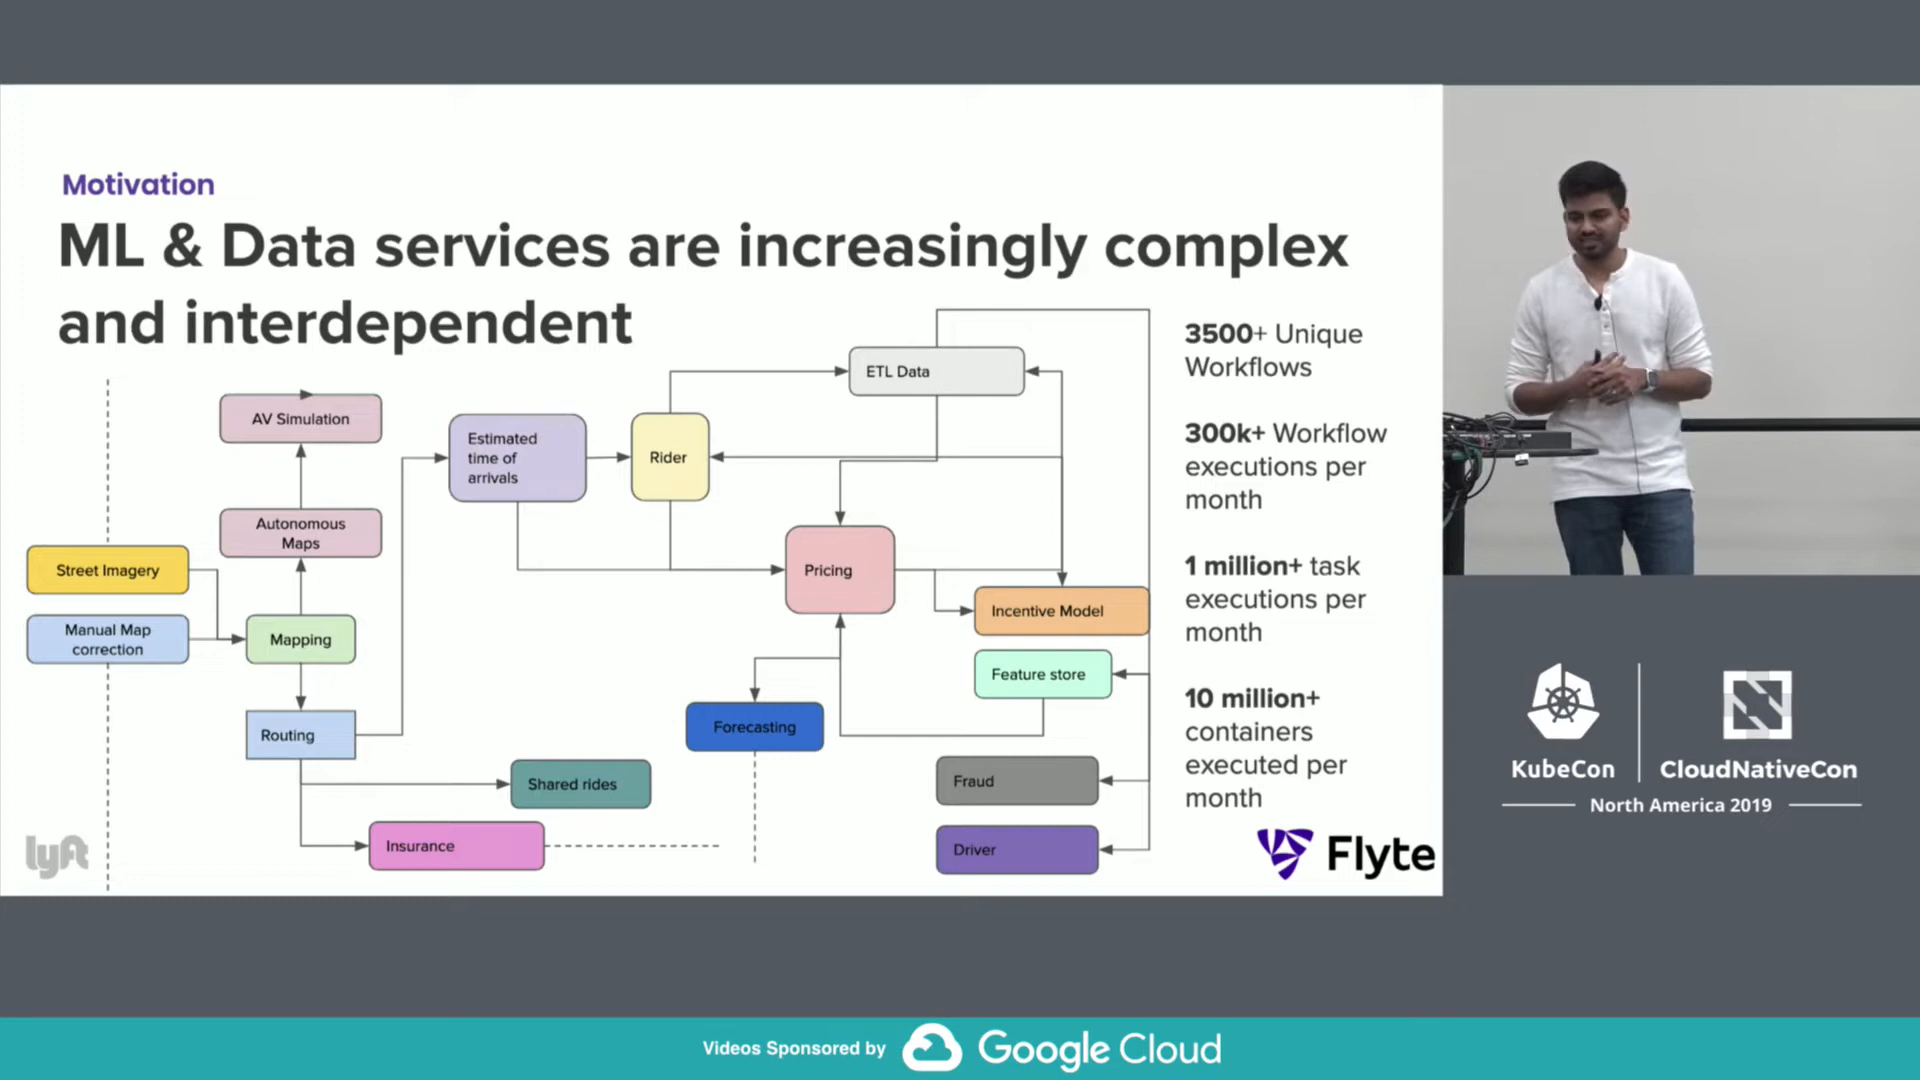 Motivation
ML & Data services are increasingly complex
and interdependent
AV Simulation
Autonomous
Maps
Street Imagery
Manual Map
correction
Mapping
Routing
Estimated
time of
arrivals
Rider
ETL Data
Pricing
Incentive Model
Feature store
Forecasting
Shared rides
Insurance
Fraud
Driver
3500+ Unique
Workflows
300k+ Workflow
executions per
month
1 million+ task
executions per
month
10 million+
containers
executed per
month
lyft
Flyte
KubeCon
CloudNativeCon
North America 2019
Videos Sponsored by
Google Cloud